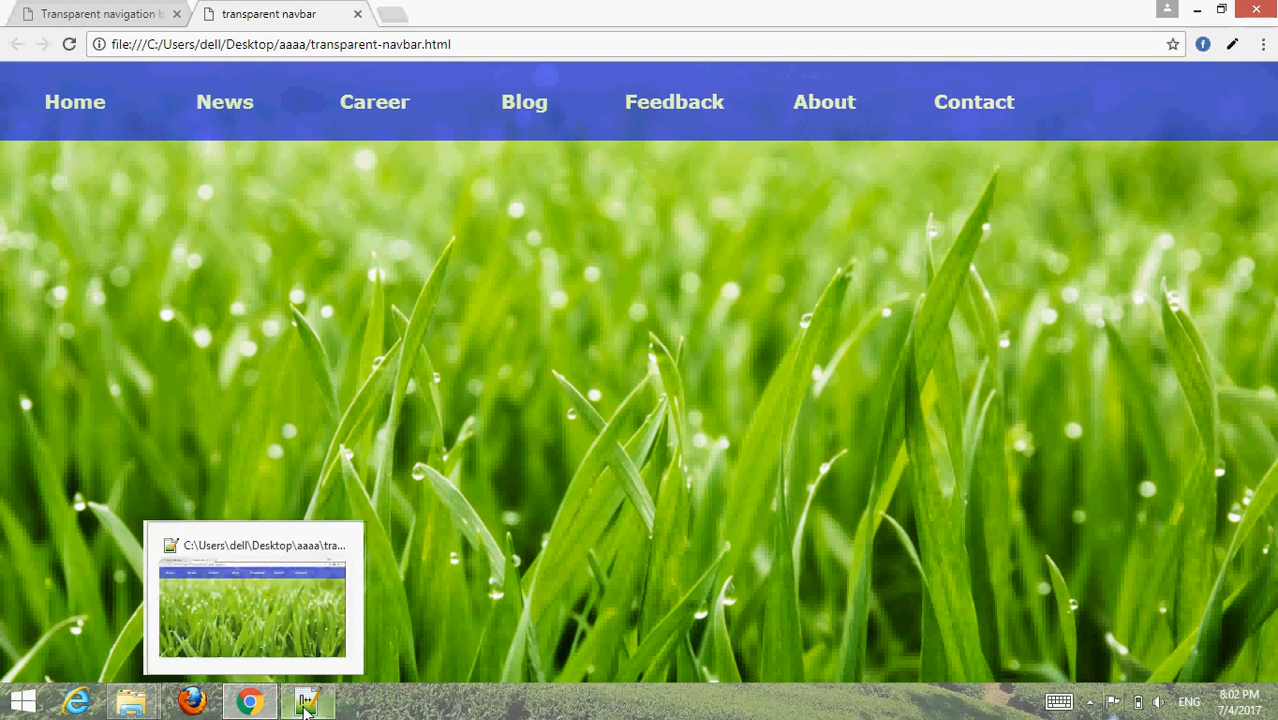 Transparent navigation b
transparent navbar
file:///C:/Users/dell/Desktop/aaaa/transparent-navbar.html
Home News Career Blog Feedback About Contact
C:\Users\dell\Desktop\aaaa\tra...
ENG
8:02 PM
7/4/2017